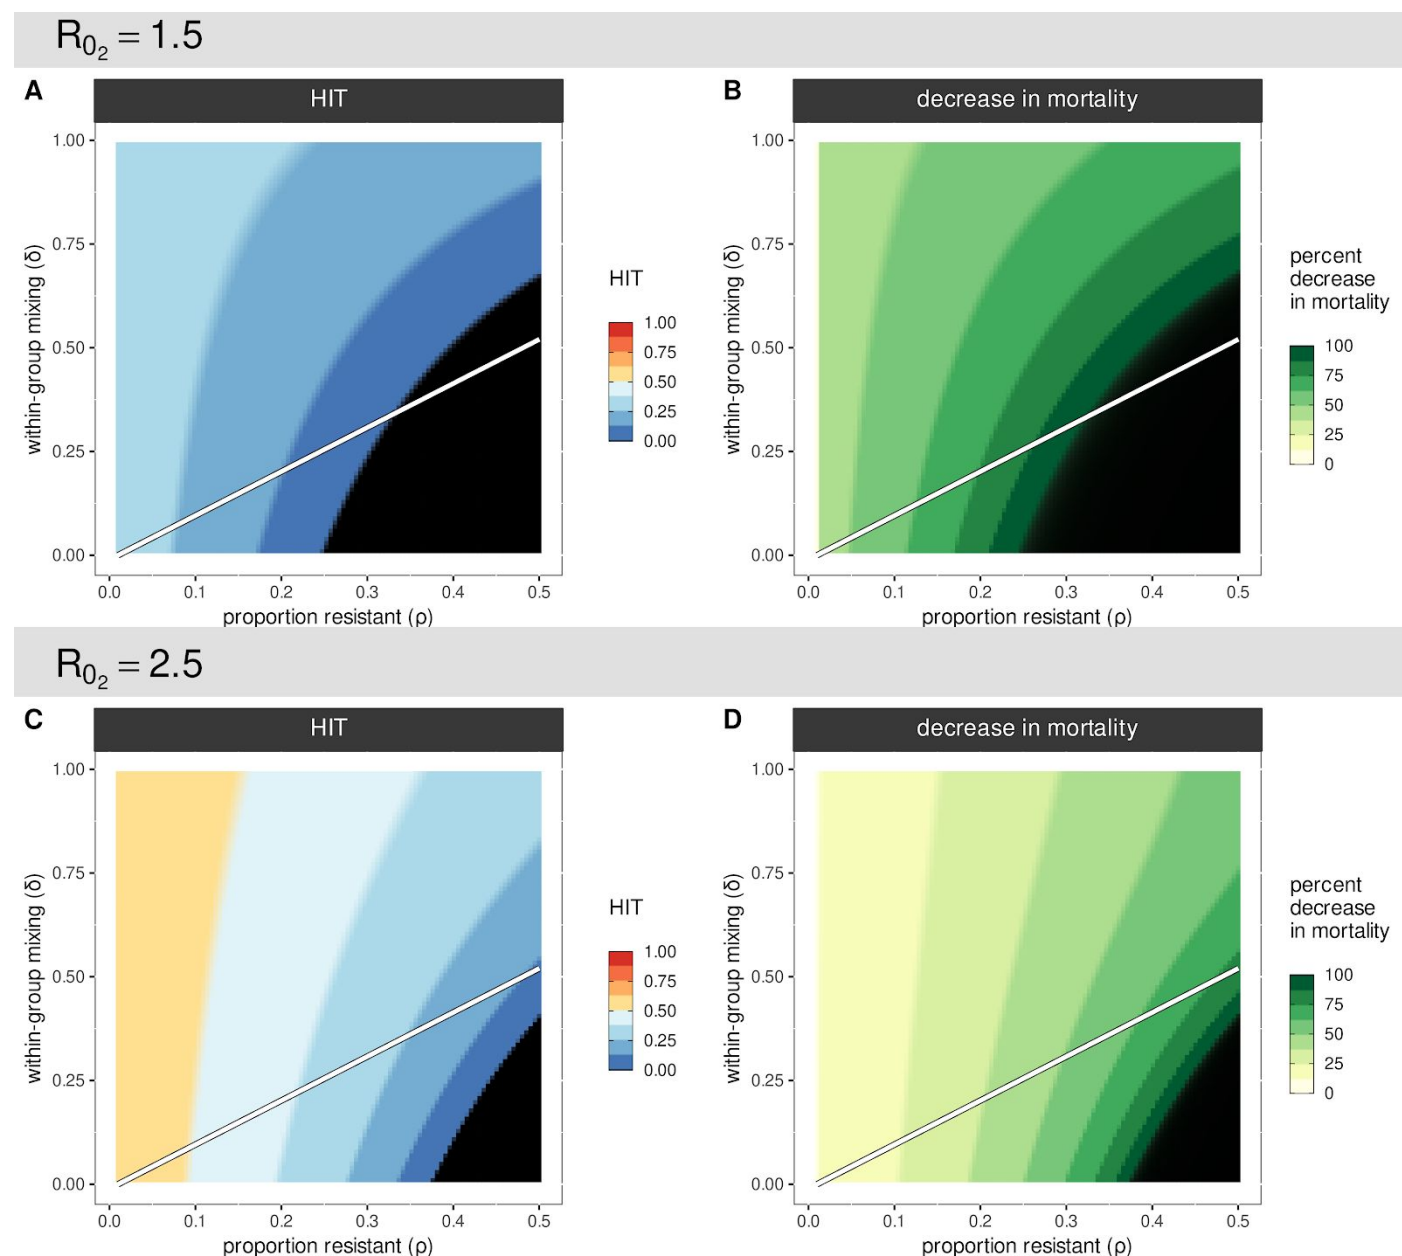 R₀₂ = 1.5
A
HIT
1.00
0.75
0.50
0.25
0.00
within-group mixing (δ)
0.0 0.1 0.2 0.3 0.4 0.5
proportion resistant (ρ)
HIT
1.00
0.75
0.50
0.25
0.00
B
decrease in mortality
1.00
0.75
0.50
0.25
0.00
within-group mixing (δ)
0.0 0.1 0.2 0.3 0.4 0.5
proportion resistant (ρ)
percent
decrease
in mortality
100
75
50
25
0
R₀₂ = 2.5
C
HIT
1.00
0.75
0.50
0.25
0.00
within-group mixing (δ)
0.0 0.1 0.2 0.3 0.4 0.5
proportion resistant (ρ)
HIT
1.00
0.75
0.50
0.25
0.00
D
decrease in mortality
1.00
0.75
0.50
0.25
0.00
within-group mixing (δ)
0.0 0.1 0.2 0.3 0.4 0.5
proportion resistant (ρ)
percent
decrease
in mortality
100
75
50
25
0